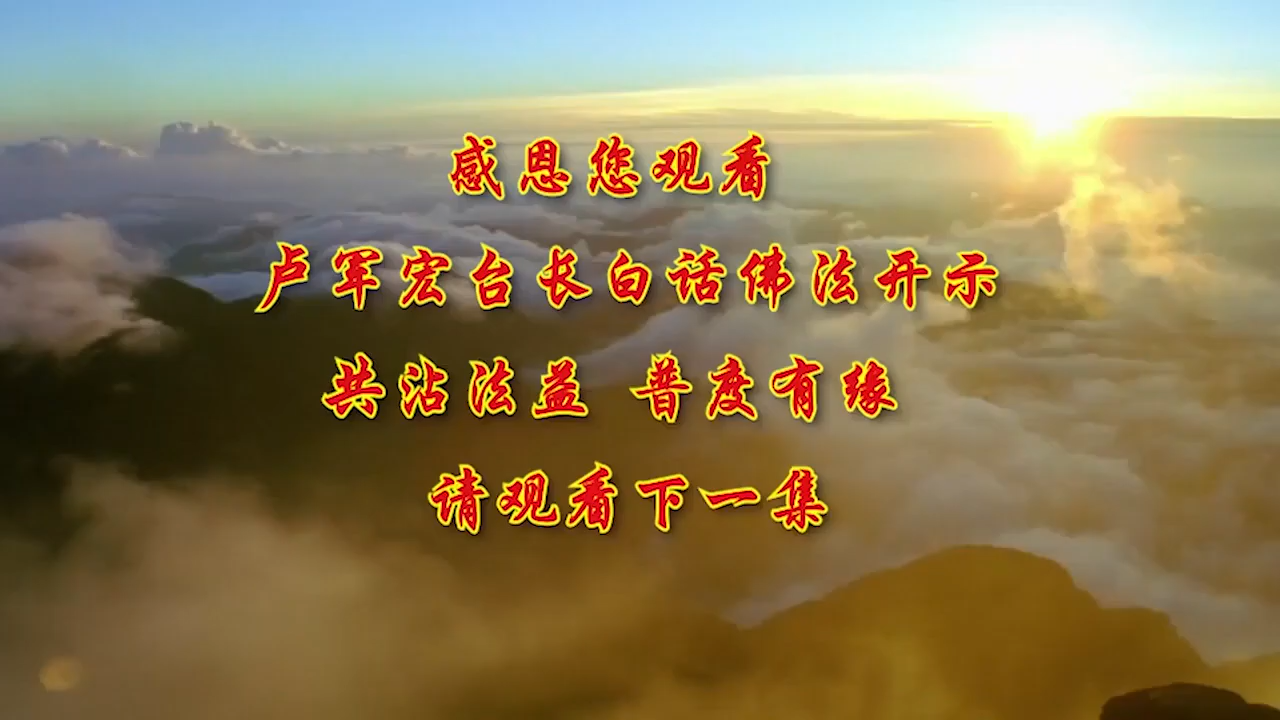 感恩您观看
卢军宏台长白话佛法开示
共沾法益 普度有缘
请观看下一集